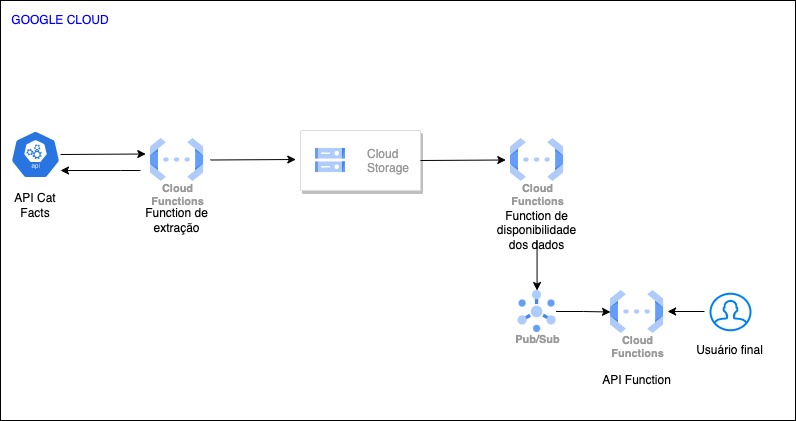 GOOGLE CLOUD
api
API Cat
Facts
Cloud
Functions
Function de
extração
Cloud
Storage
Cloud
Functions
Function de
disponibilidade
dos dados
Pub/Sub
Cloud
Functions
API Function
Usuário final